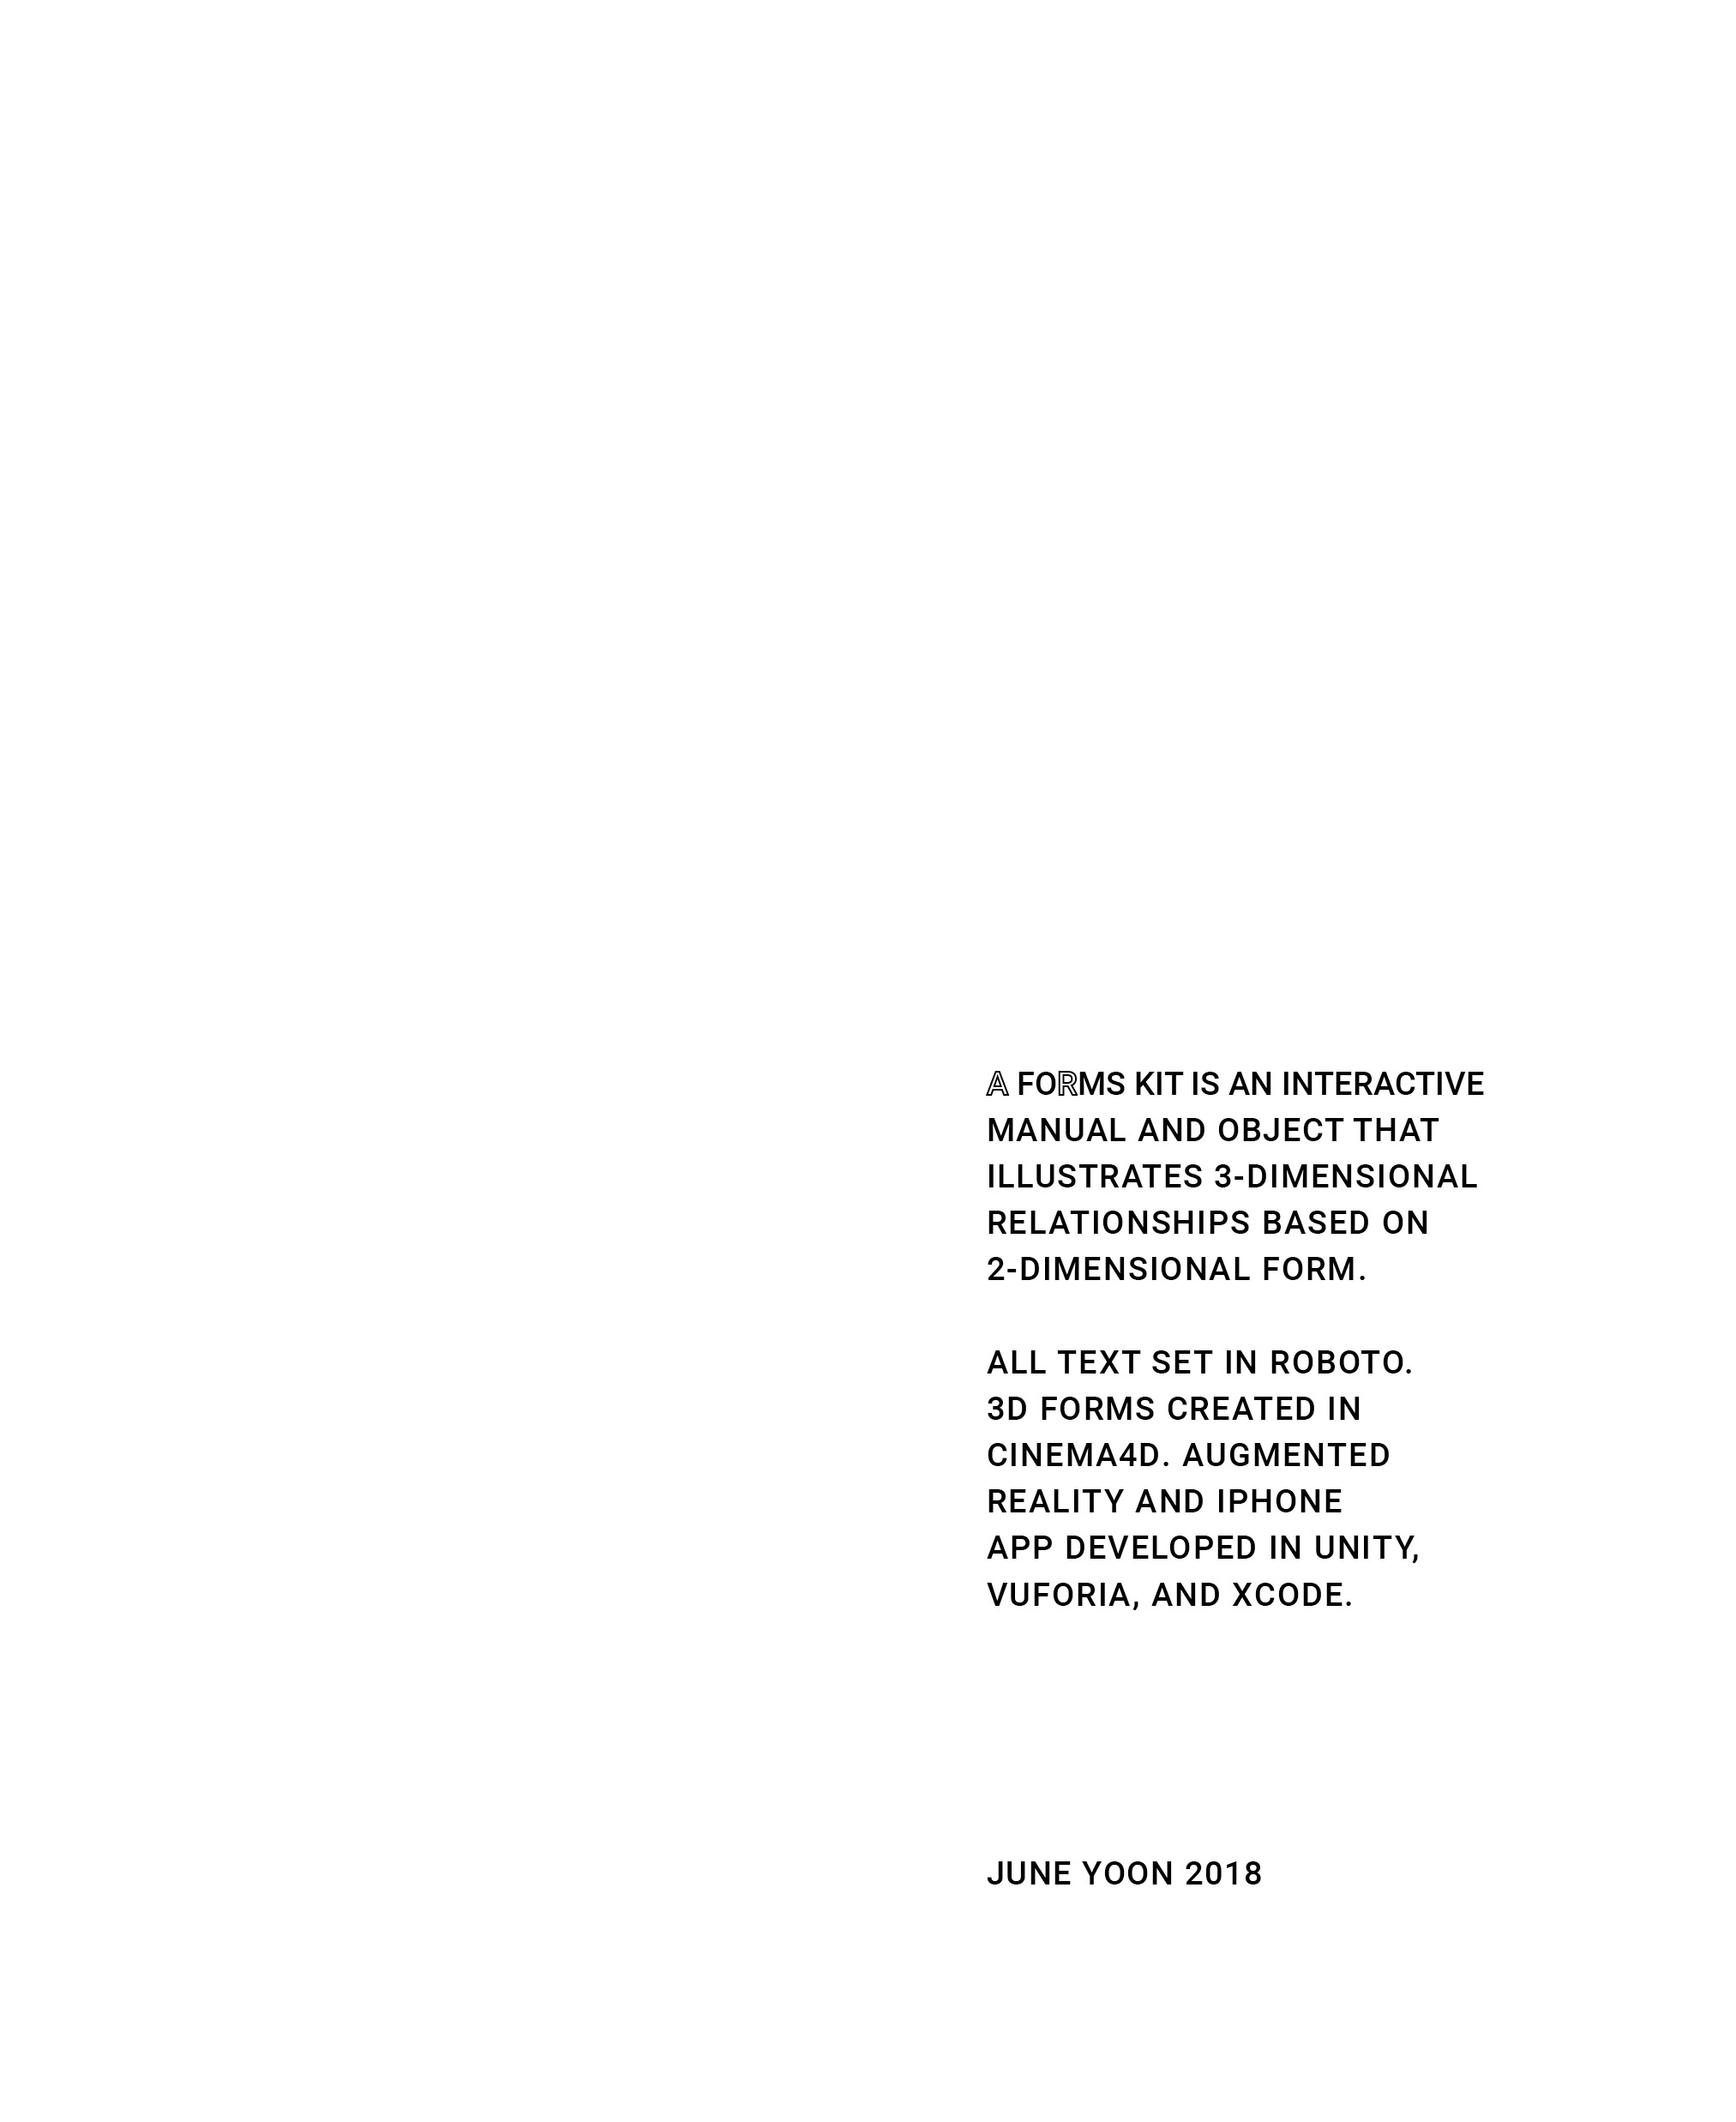 A FORMS KIT IS AN INTERACTIVE
MANUAL AND OBJECT THAT
ILLUSTRATES 3-DIMENSIONAL
RELATIONSHIPS BASED ON
2-DIMENSIONAL FORM.
ALL TEXT SET IN ROBOTO.
3D FORMS CREATED IN
CINEMA4D. AUGMENTED
REALITY AND IPHONE
APP DEVELOPED IN UNITY,
VUFORIA, AND XCODE.
JUNE YOON 2018